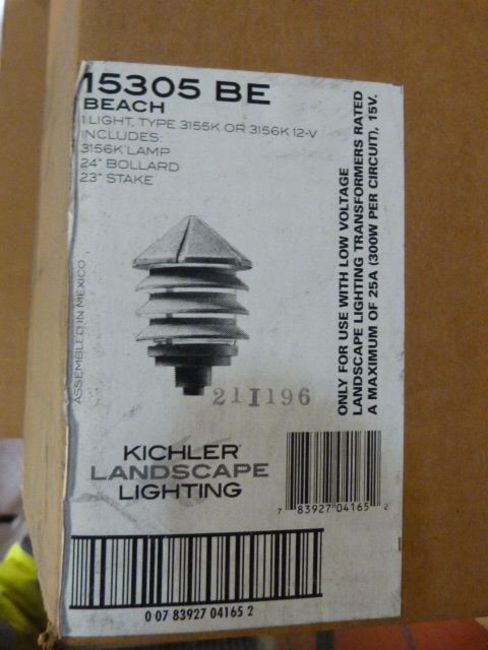 15305 BE
BEACH
1 LIGHT, TYPE 3155K OR 3156K 12-V
INCLUDES:
3156K LAMP
24" BOLLARD
23" STAKE
ONLY FOR USE WITH LOW VOLTAGE
LANDSCAPE LIGHTING TRANSFORMERS RATED
A MAXIMUM OF 25A (300W PER CIRCUIT), 15V.
ASSEMBLED IN MEXICO
21I196
KICHLER
LANDSCAPE
LIGHTING
7 83927 04165 2
0 07 83927 04165 2